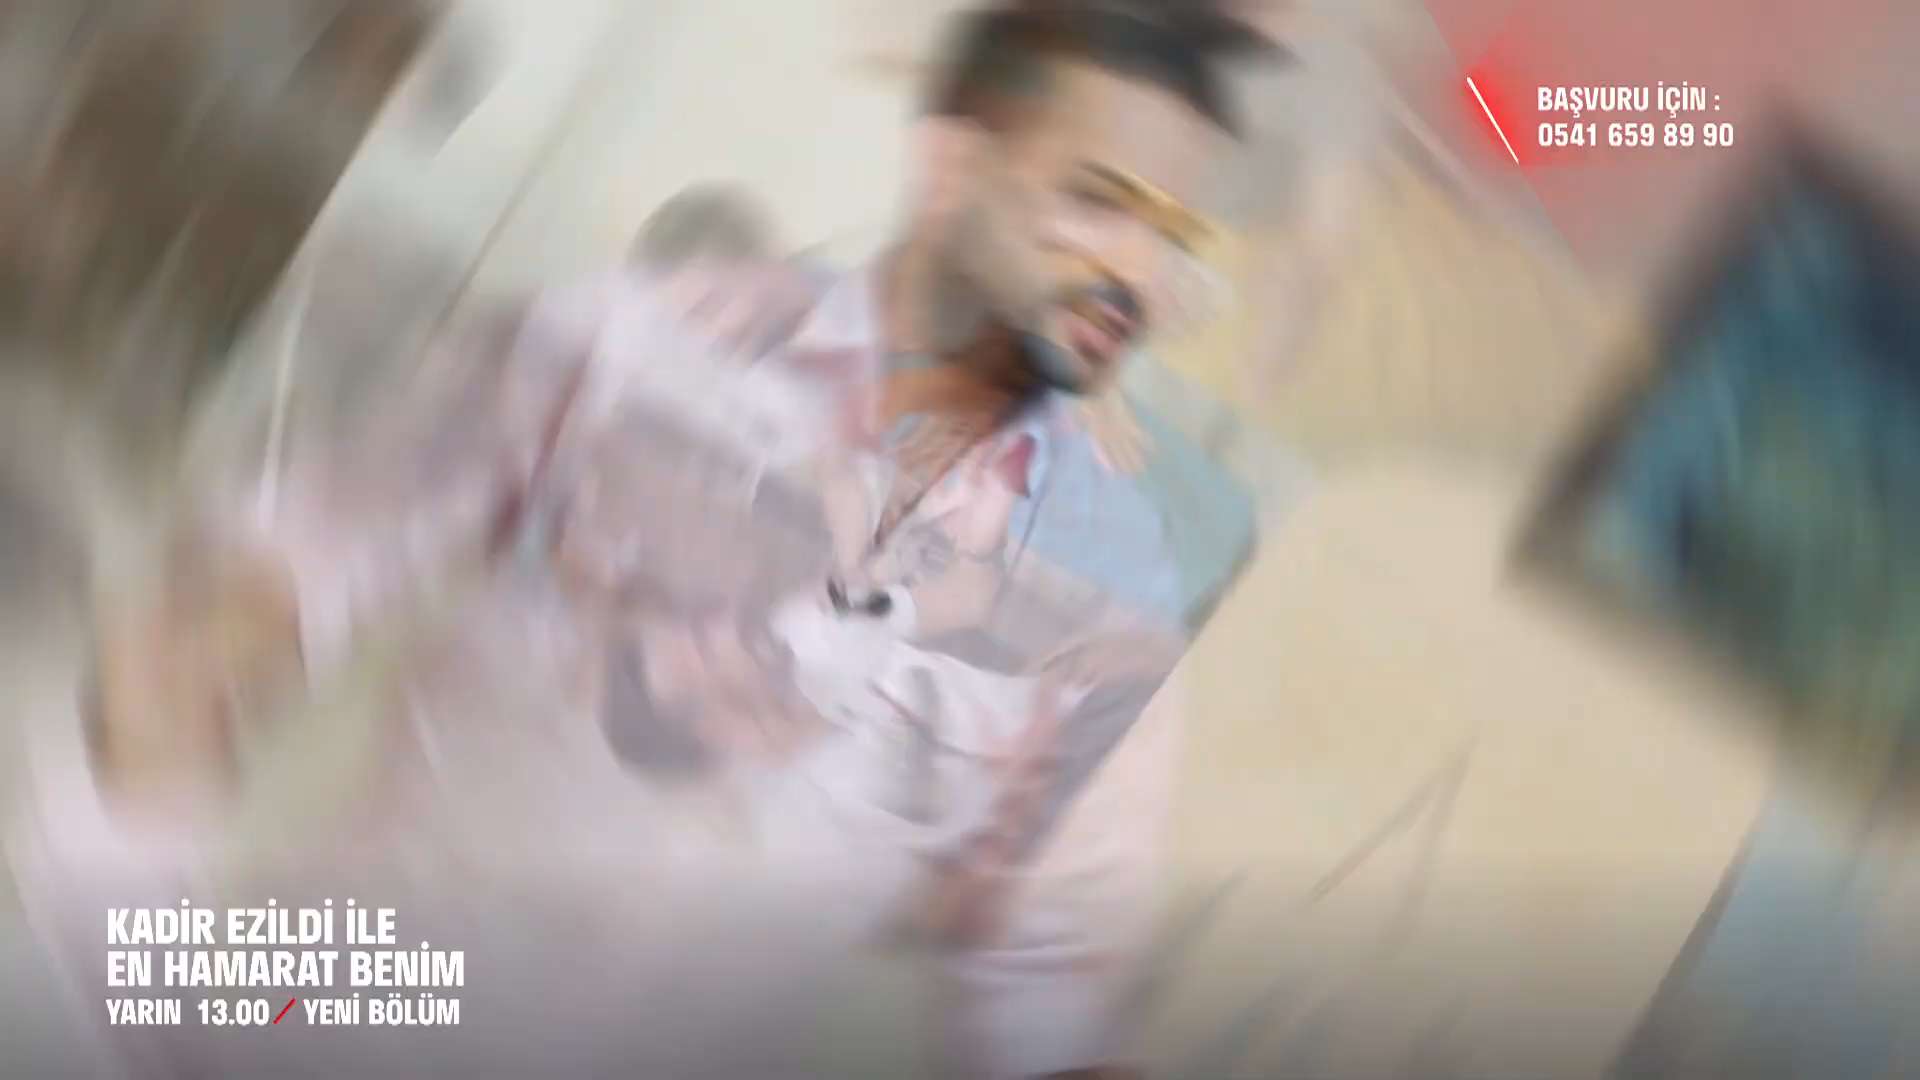 BAŞVURU İÇİN :
0541 659 89 90
KADİR EZİLDİ İLE
EN HAMARAT BENİM
YARIN 13.00 / YENİ BÖLÜM